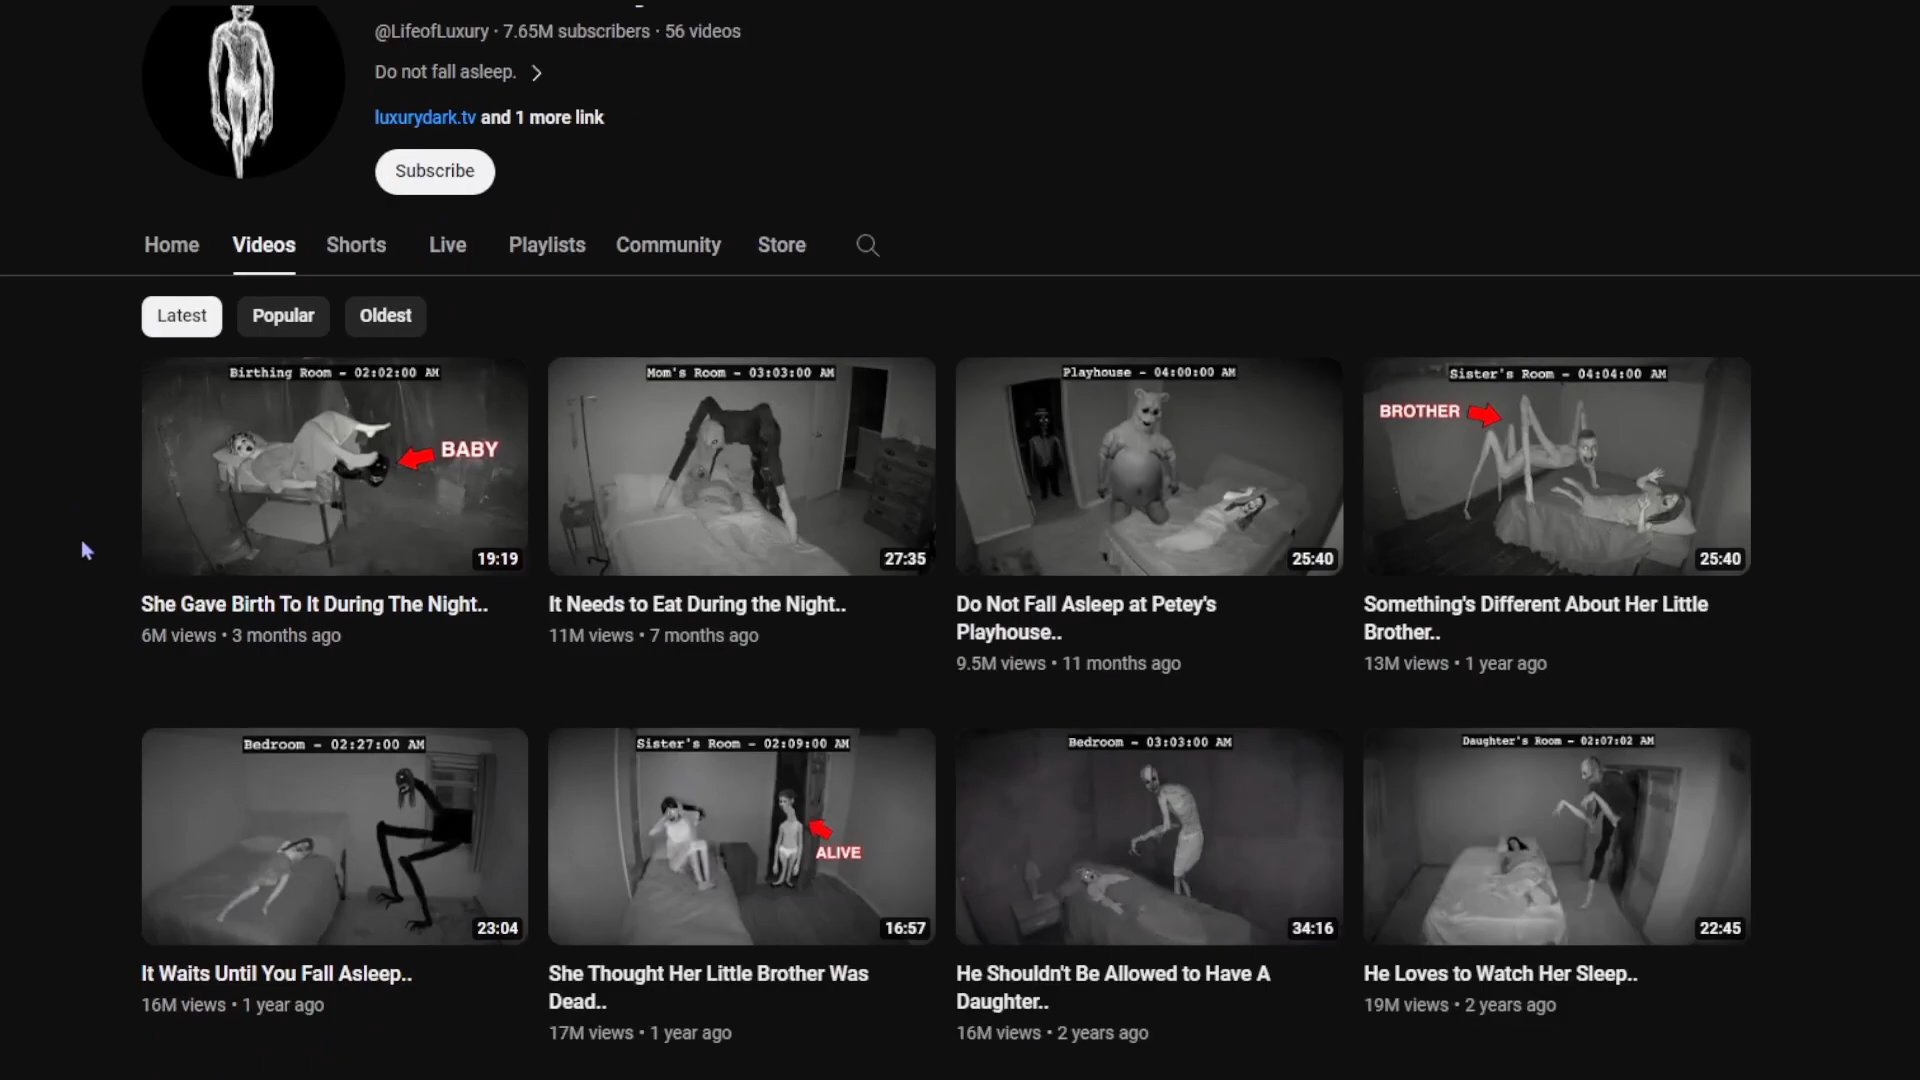 @LifeofLuxury · 7.65M subscribers · 56 videos
Do not fall asleep.
luxurydark.tv and 1 more link
Subscribe
Home Videos Shorts Live Playlists Community Store
Latest Popular Oldest
Birthing Room - 02:02:00 AM
BABY
19:19
Mom's Room - 03:03:00 AM
27:35
Playhouse - 04:00:00 AM
25:40
Sister's Room - 04:04:00 AM
BROTHER
25:40
She Gave Birth To It During The Night..
6M views • 3 months ago
It Needs to Eat During the Night..
11M views • 7 months ago
Do Not Fall Asleep at Petey's
Playhouse..
9.5M views • 11 months ago
Something's Different About Her Little
Brother..
13M views • 1 year ago
Bedroom - 02:27:00 AM
23:04
Sister's Room - 02:09:00 AM
ALIVE
16:57
Bedroom - 03:03:00 AM
34:16
Daughter's Room - 02:07:02 AM
22:45
It Waits Until You Fall Asleep..
16M views • 1 year ago
She Thought Her Little Brother Was
Dead..
17M views • 1 year ago
He Shouldn't Be Allowed to Have A
Daughter..
16M views • 2 years ago
He Loves to Watch Her Sleep..
19M views • 2 years ago